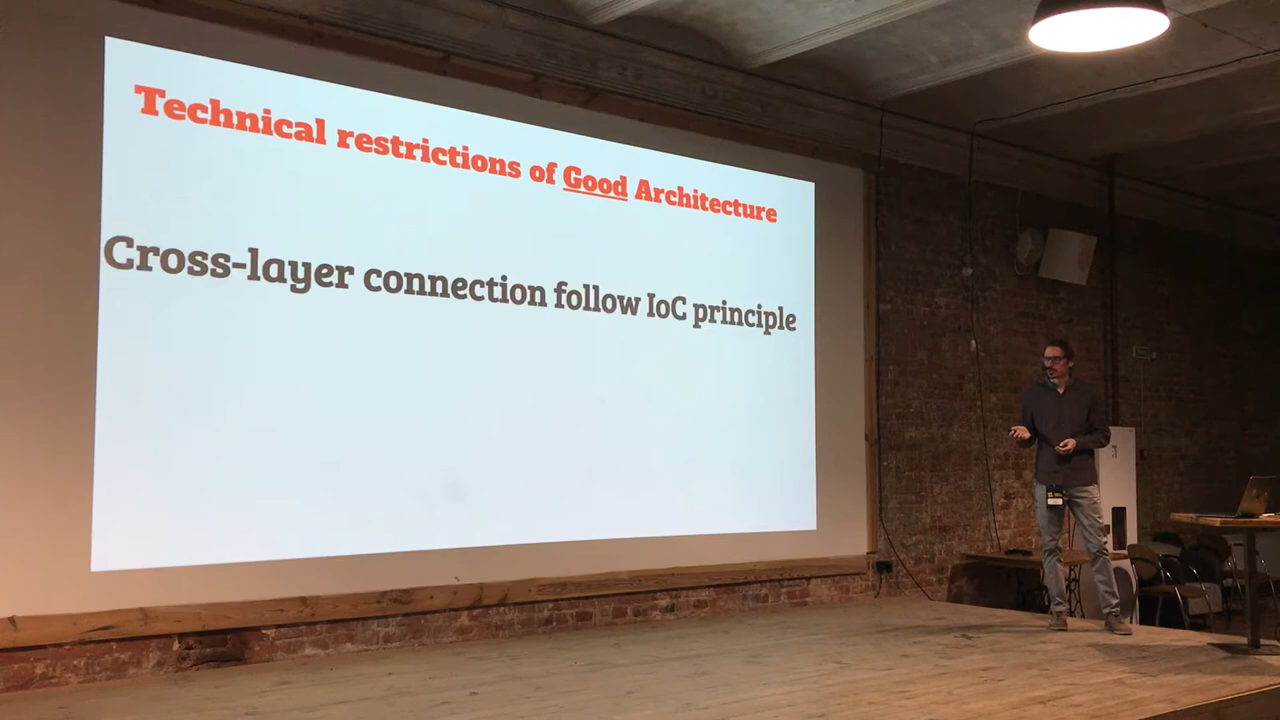 Technical restrictions of Good Architecture
Cross-layer connection follow IoC principle